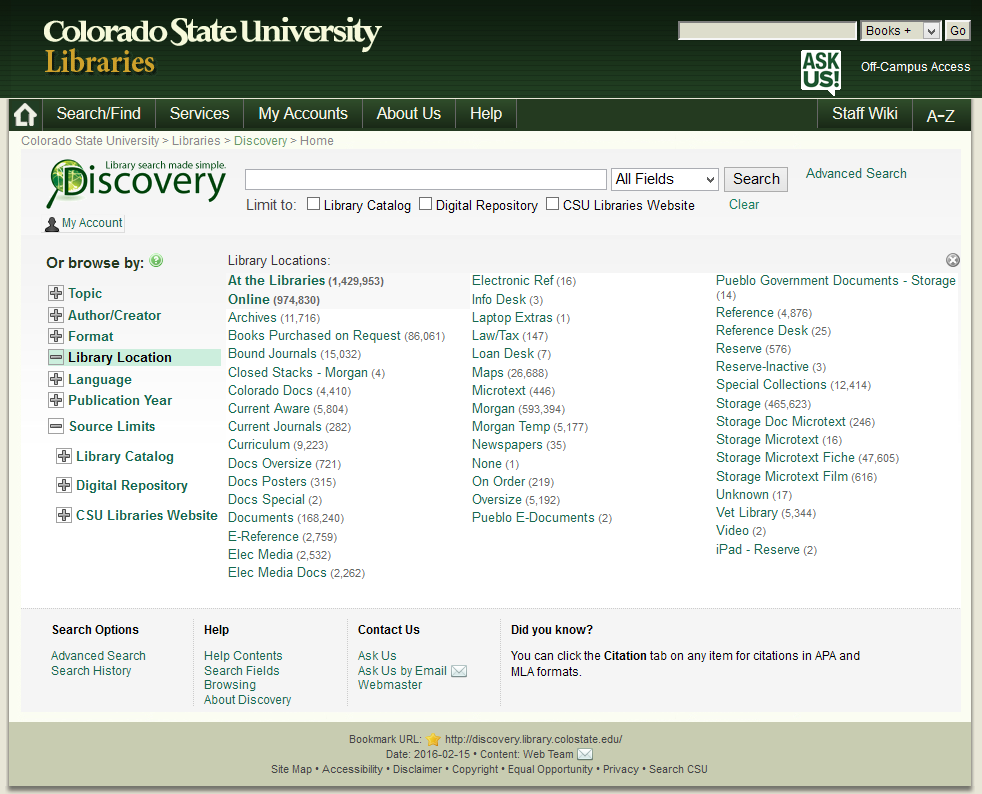 Colorado State University
Libraries
Books +
Go
ASK US!
Off-Campus Access
Search/Find
Services
My Accounts
About Us
Help
Staff Wiki
A-Z
Colorado State University > Libraries > Discovery > Home
Library search made simple.
Discovery
All Fields
Search
Advanced Search
Limit to:
Library Catalog
Digital Repository
CSU Libraries Website
Clear
My Account
Or browse by:
Topic
Author/Creator
Format
Library Location
Language
Publication Year
Source Limits
Library Catalog
Digital Repository
CSU Libraries Website
Library Locations:
At the Libraries (1,429,953)
Online (974,830)
Archives (11,716)
Books Purchased on Request (86,061)
Bound Journals (15,032)
Closed Stacks - Morgan (4)
Colorado Docs (4,410)
Current Aware (5,804)
Current Journals (282)
Curriculum (9,223)
Docs Oversize (721)
Docs Posters (315)
Docs Special (2)
Documents (168,240)
E-Reference (2,759)
Elec Media (2,532)
Elec Media Docs (2,262)
Electronic Ref (16)
Info Desk (3)
Laptop Extras (1)
Law/Tax (147)
Loan Desk (7)
Maps (26,688)
Microtext (446)
Morgan (593,394)
Morgan Temp (5,177)
Newspapers (35)
None (1)
On Order (219)
Oversize (5,192)
Pueblo E-Documents (2)
Pueblo Government Documents - Storage
(14)
Reference (4,876)
Reference Desk (25)
Reserve (576)
Reserve-Inactive (3)
Special Collections (12,414)
Storage (465,623)
Storage Doc Microtext (246)
Storage Microtext (16)
Storage Microtext Fiche (47,605)
Storage Microtext Film (616)
Unknown (17)
Vet Library (5,344)
Video (2)
iPad - Reserve (2)
Search Options
Advanced Search
Search History
Help
Help Contents
Search Fields
Browsing
About Discovery
Contact Us
Ask Us
Ask Us by Email
Webmaster
Did you know?
You can click the Citation tab on any item for citations in APA and
MLA formats.
Bookmark URL: http://discovery.library.colostate.edu/
Date: 2016-02-15 • Content: Web Team
Site Map • Accessibility • Disclaimer • Copyright • Equal Opportunity • Privacy • Search CSU